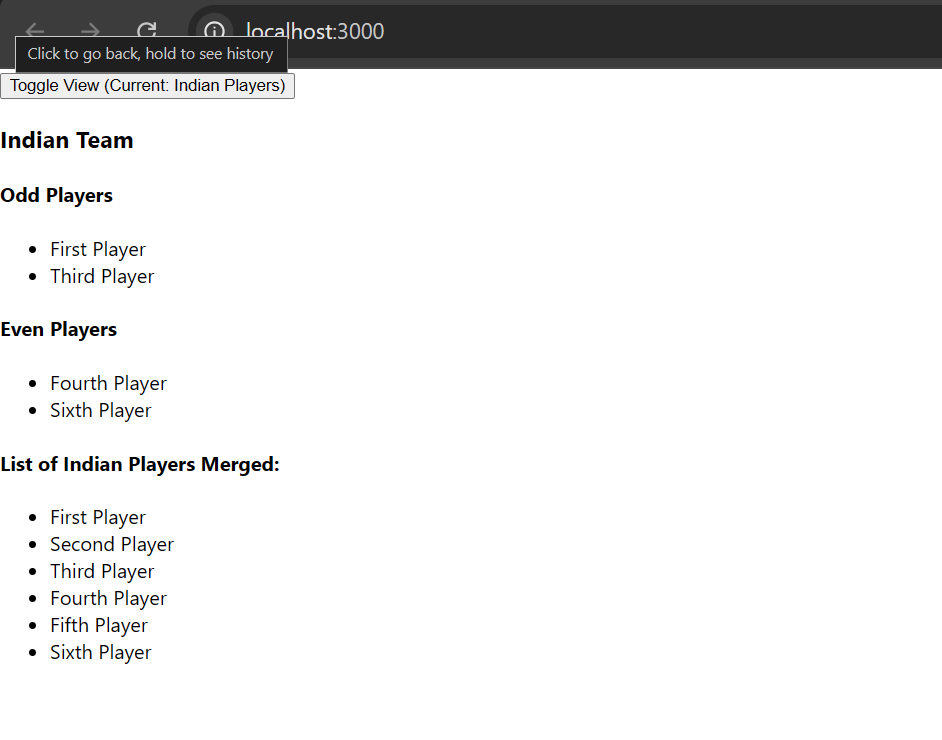 localhost:3000
Click to go back, hold to see history
Toggle View (Current: Indian Players)
Indian Team
Odd Players
First Player
Third Player
Even Players
Fourth Player
Sixth Player
List of Indian Players Merged:
First Player
Second Player
Third Player
Fourth Player
Fifth Player
Sixth Player